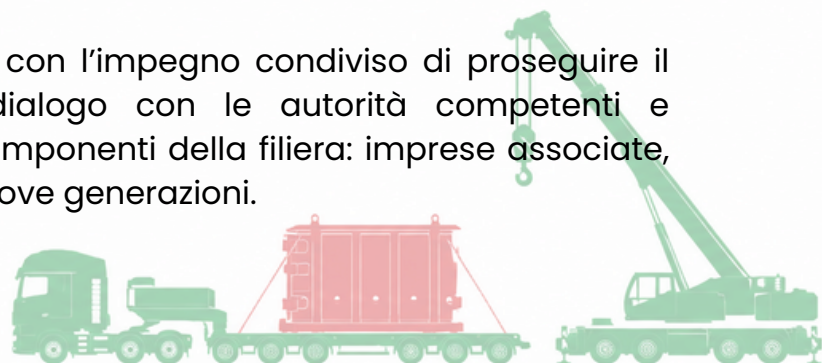 con l’impegno condiviso di proseguire il
dialogo con le autorità competenti e
mponenti della filiera: imprese associate,
ove generazioni.